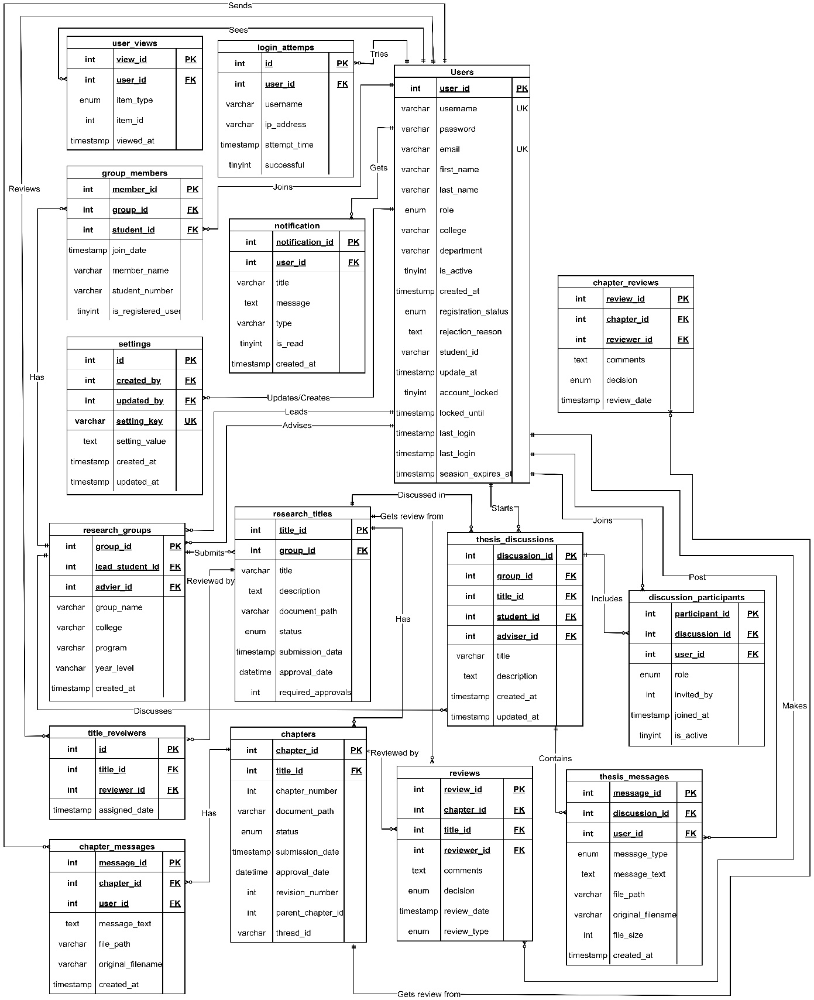 Sends
Sees
user_views
int view_id PK
int user_id FK
enum item_type
int item_id
timestamp viewed_at
login_attemps
int id PK
int user_id FK
varchar username
varchar ip_address
timestamp attempt_time
tinyint successful
Tries
Users
int user_id PK
varchar username UK
varchar password
varchar email UK
varchar first_name
varchar last_name
enum role
varchar college
varchar department
tinyint is_active
timestump created_at
enum registration_status
text rejection_reason
varchar student_id
timestamp update_at
tinyint account_locked
timestamp locked_until
timestamp last_login
timestamp last_login
timestamp seasion_expires_at
Gets
Joins
Reviews
group_members
int member_id PK
int group_id FK
int student_id FK
timestamp join_date
varchar member_name
varchar student_number
tinyint is_registered_user
notification
int notification_id PK
int user_id FK
varchar title
text message
varchar type
tinyint is_read
timestamp created_at
chapter_reviews
int review_id PK
int chapter_id FK
int reviewer_id FK
text comments
enum decision
timestamp review_date
settings
int id PK
int created_by FK
int updated_by FK
varchar setting_key UK
text setting_value
timestamp created_at
timestamp updated_at
Has
Updates/Creates
Leads
Advises
Discussed in
Gets review from
Starts
Joins
research_groups
int group_id PK
int lead_student_id FK
int advier_id FK
varchar group_name
varchar college
varchar program
vanchar year_level
timestamp created_at
Submits
Reviewed by
research_titles
int title_id PK
int group_id FK
varchar title
text description
varchar document_path
enum status
timestamp submission_data
datetime approval_date
int required_approvals
Has
thesis_discussions
int discussion_id PK
int group_id FK
int title_id FK
int student_id FK
int adviser_id FK
varchar title
text description
timestamp created_at
timestamp updated_at
Includes
Post
discussion_participants
int participant_id PK
int discussion_id FK
int user_id FK
enum role
int invited_by
timestamp joined_at
tinyint is_active
Makes
Discusses
title_reveiwers
int id PK
int title_id FK
int reviewer_id FK
timestamp assigned_date
chapters
int chapter_id PK
int title_id FK
int chapter_number
varchar document_path
enum status
timestamp submission_date
datetime approval_date
int revision_number
int parent_chapter_id
varchar thread_id
Reviewed by
Has
Contains
reviews
int review_id PK
int chapter_id FK
int title_id FK
int reviewer_id FK
text comments
enum decision
timestamp review_date
enum review_type
thesis_messages
int message_id PK
int discussion_id FK
int user_id FK
enum message_type
text message_text
varchar file_path
varchar original_filename
int file_size
timestamp created_at
chapter_messages
int message_id PK
int chapter_id FK
int user_id FK
text message_text
varchar file_path
varchar original_filename
timestamp created_at
Gets review from